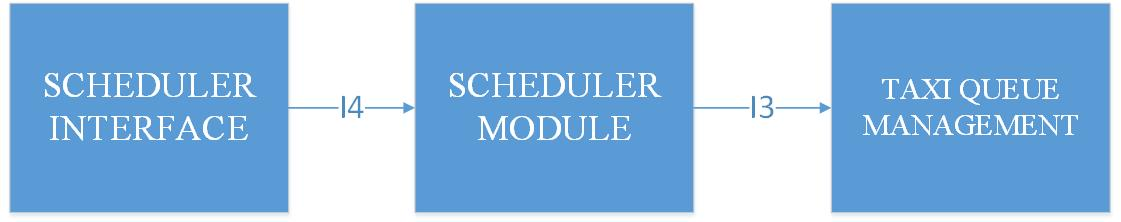 SCHEDULER
INTERFACE
I4
SCHEDULER
MODULE
I3
TAXI QUEUE
MANAGEMENT